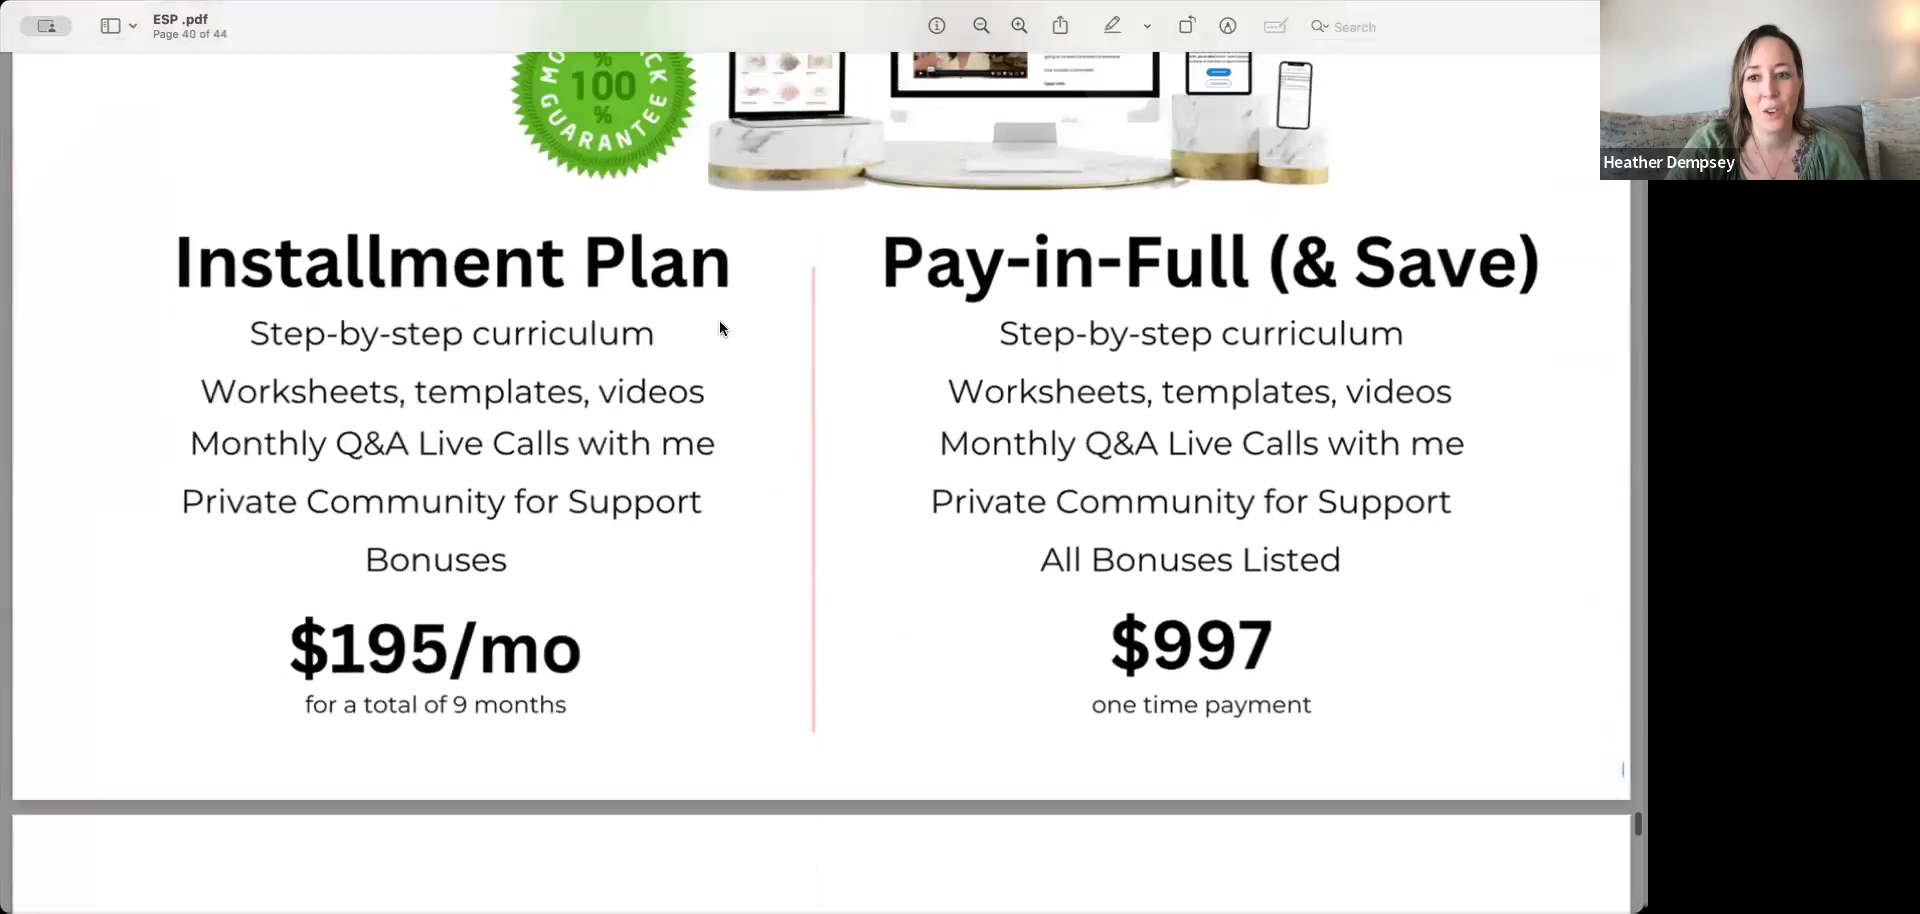 ESP .pdf
Page 40 of 44
Search
Heather Dempsey
%
100
%
GUARANTEE
Installment Plan
Step-by-step curriculum
Worksheets, templates, videos
Monthly Q&A Live Calls with me
Private Community for Support
Bonuses
$195/mo
for a total of 9 months
Pay-in-Full (& Save)
Step-by-step curriculum
Worksheets, templates, videos
Monthly Q&A Live Calls with me
Private Community for Support
All Bonuses Listed
$997
one time payment